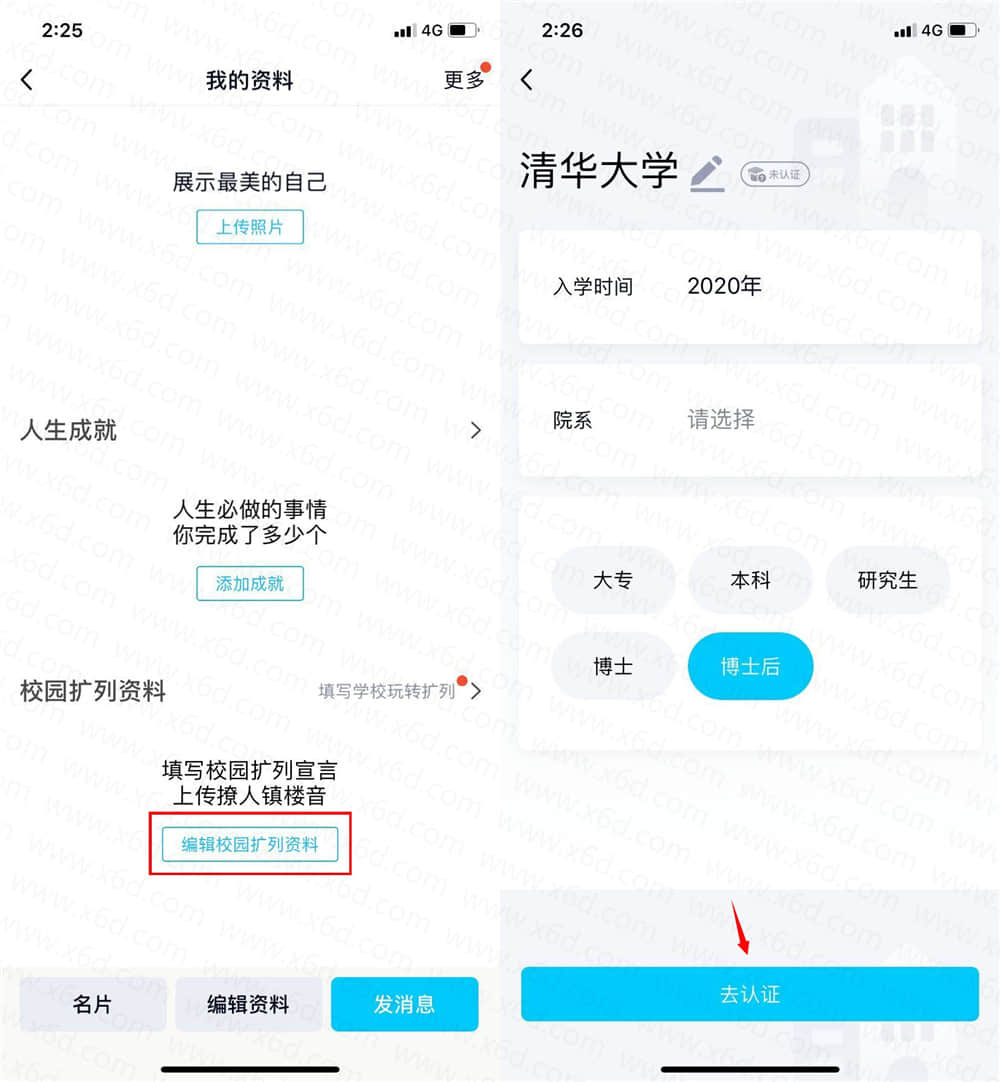 2:25
4G
我的资料
更多
展示最美的自己
上传照片
人生成就
人生必做的事情
你完成了多少个
添加成就
校园扩列资料
填写学校玩转扩列
填写校园扩列宣言
上传撩人镇楼音
编辑校园扩列资料
名片
编辑资料
发消息
2:26
4G
清华大学
未认证
入学时间
2020年
院系
请选择
大专
本科
研究生
博士
博士后
去认证
www.x6d.com